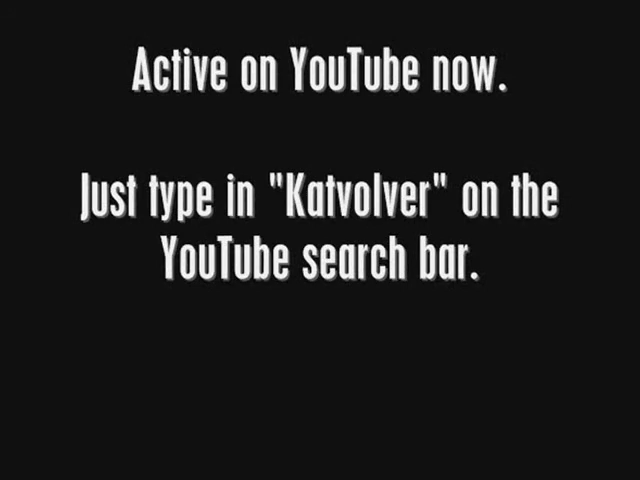 Active on YouTube now.
Just type in "Katvolver" on the
YouTube search bar.